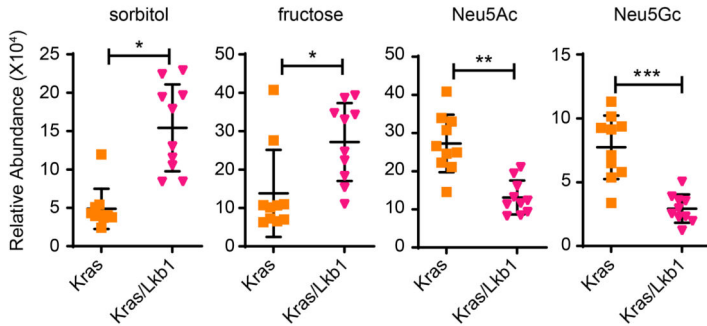 sorbitol
fructose
Neu5Ac
Neu5Gc
Relative Abundance (X10⁴)
25
20
15
10
5
0
*
Kras
Kras/Lkb1
50
40
30
20
10
0
*
Kras
Kras/Lkb1
50
40
30
20
10
0
**
Kras
Kras/Lkb1
15
10
5
0
***
Kras
Kras/Lkb1